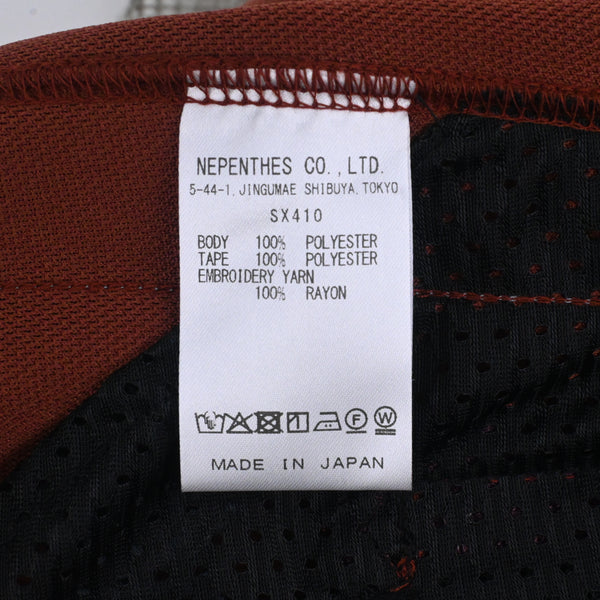 NEPENTHES CO., LTD.
5-44-1, JINGUMAE SHIBUYA, TOKYO
SX410
BODY 100% POLYESTER
TAPE 100% POLYESTER
EMBROIDERY YARN
100% RAYON
F W
MADE IN JAPAN